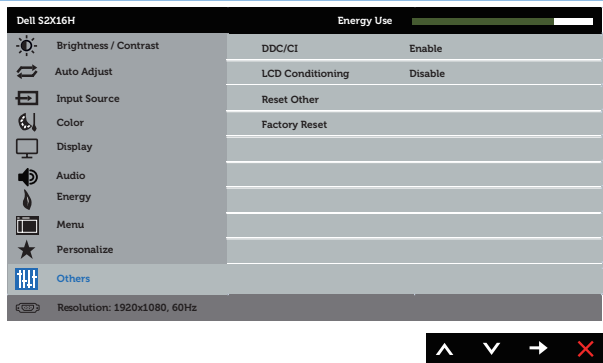 Dell S2X16H Energy Use
Brightness / Contrast
Auto Adjust
Input Source
Color
Display
Audio
Energy
Menu
Personalize
Others
DDC/CI Enable
LCD Conditioning Disable
Reset Other
Factory Reset
Resolution: 1920x1080, 60Hz